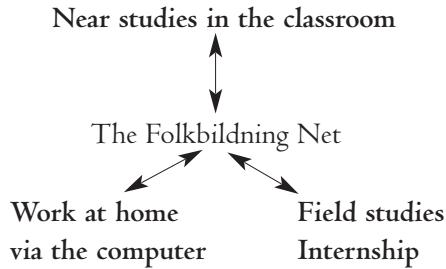 Near studies in the classroom
The Folkbildning Net
Work at home
via the computer
Field studies
Internship